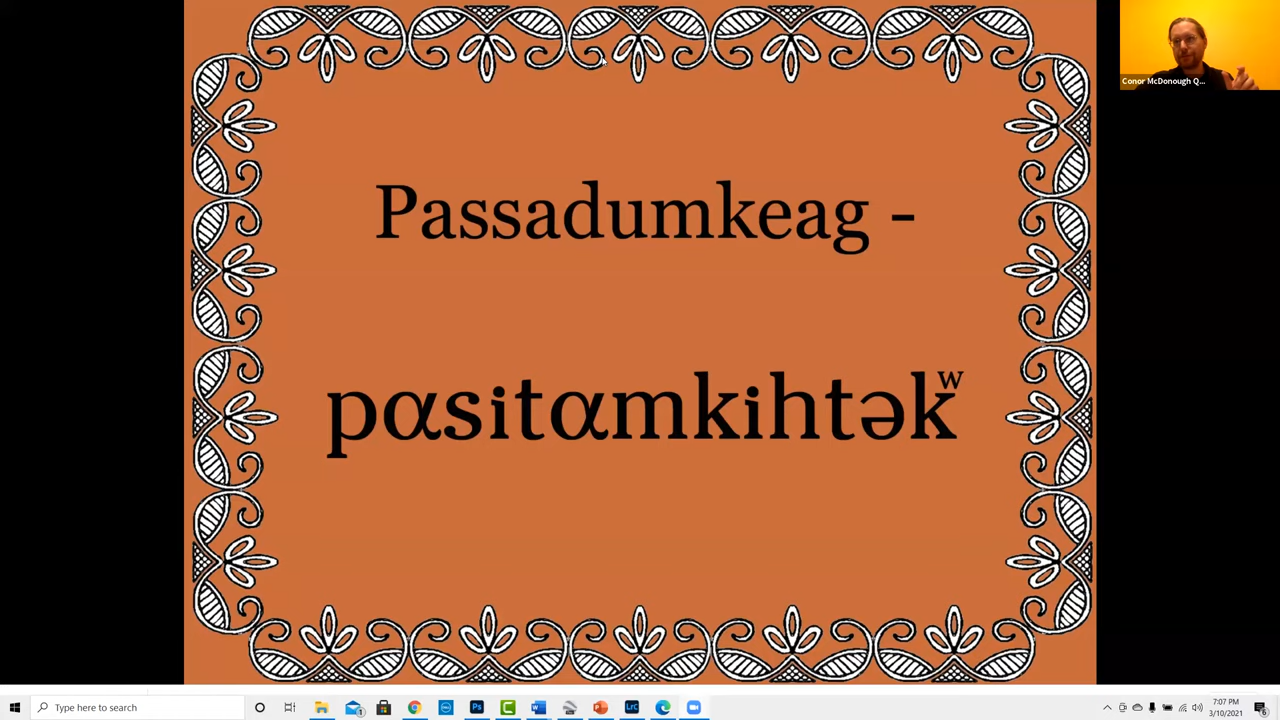 Passadumkeag -
pαsitαmkihtəkʷ
Conor McDonough Q...
Type here to search
7:07 PM
3/10/2021